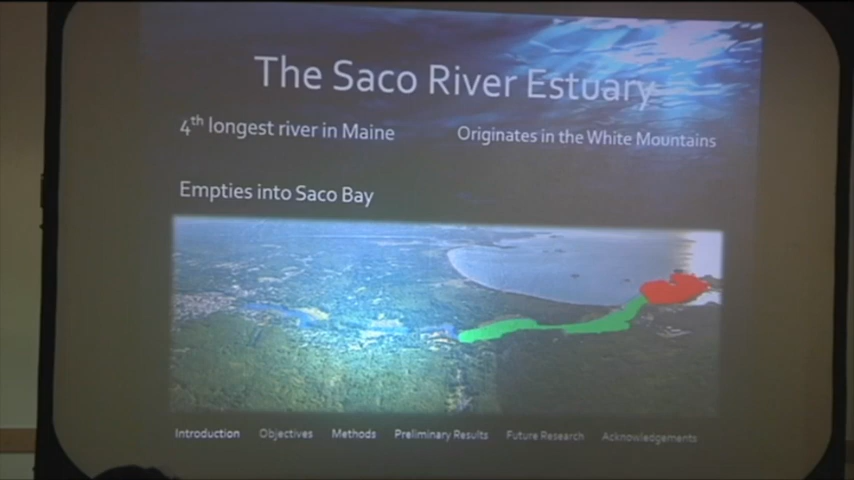 The Saco River Estuary
4th longest river in Maine
Originates in the White Mountains
Empties into Saco Bay
Introduction Objectives Methods Preliminary Results Future Research Acknowledgements